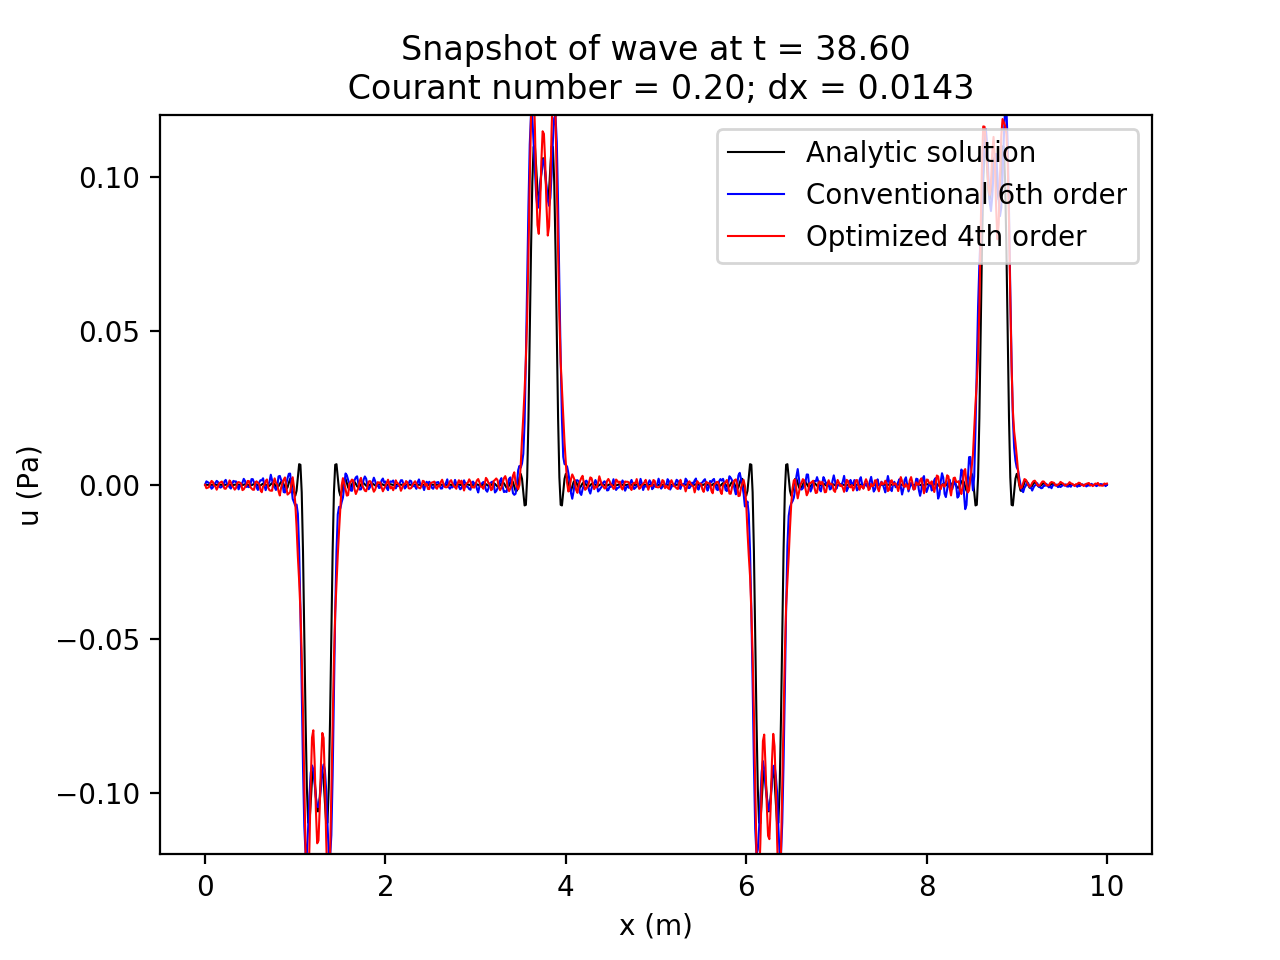 Snapshot of wave at t = 38.60
Courant number = 0.20; dx = 0.0143
Analytic solution
Conventional 6th order
Optimized 4th order
0.10
0.05
0.00
−0.05
−0.10
u (Pa)
0 2 4 6 8 10
x (m)